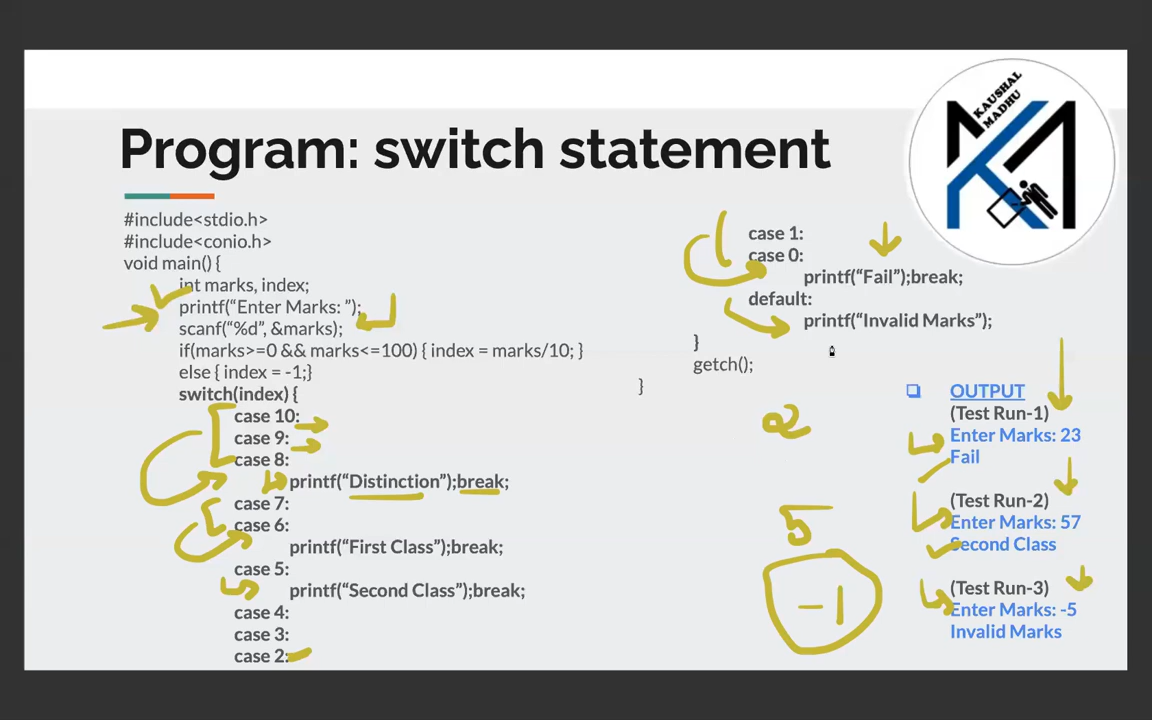 KAUSHAL
MADHU
Program: switch statement
#include<stdio.h>
#include<conio.h>
void main() {
int marks, index;
printf(“Enter Marks: ”);
scanf(“%d”, &marks);
if(marks>=0 && marks<=100) { index = marks/10; }
else { index = -1;}
switch(index) {
case 10:
case 9:
case 8:
printf(“Distinction”);break;
case 7:
case 6:
printf(“First Class”);break;
case 5:
printf(“Second Class”);break;
case 4:
case 3:
case 2:
case 1:
case 0:
printf(“Fail”);break;
default:
printf(“Invalid Marks”);
}
getch();
}
2
5
-1
OUTPUT
(Test Run-1)
Enter Marks: 23
Fail
(Test Run-2)
Enter Marks: 57
Second Class
(Test Run-3)
Enter Marks: -5
Invalid Marks